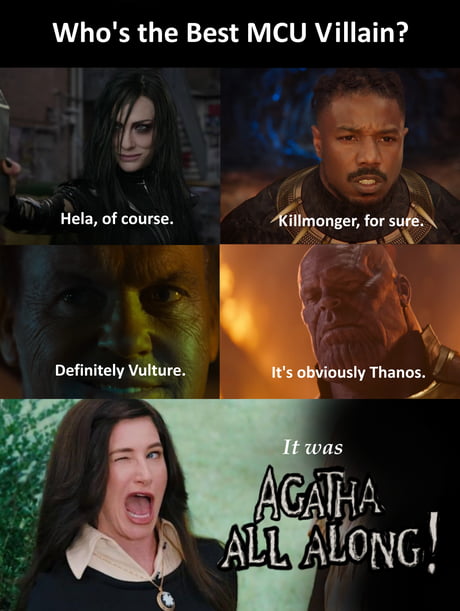 Who's the Best MCU Villain?
Hela, of course.
Killmonger, for sure.
Definitely Vulture.
It's obviously Thanos.
It was
AGATHA
ALL ALONG!